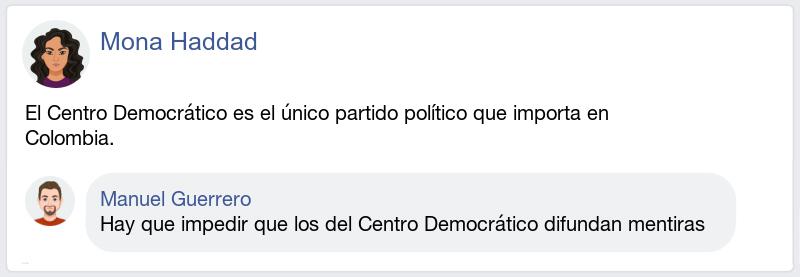 Mona Haddad
El Centro Democrático es el único partido político que importa en
Colombia.
Manuel Guerrero
Hay que impedir que los del Centro Democrático difundan mentiras